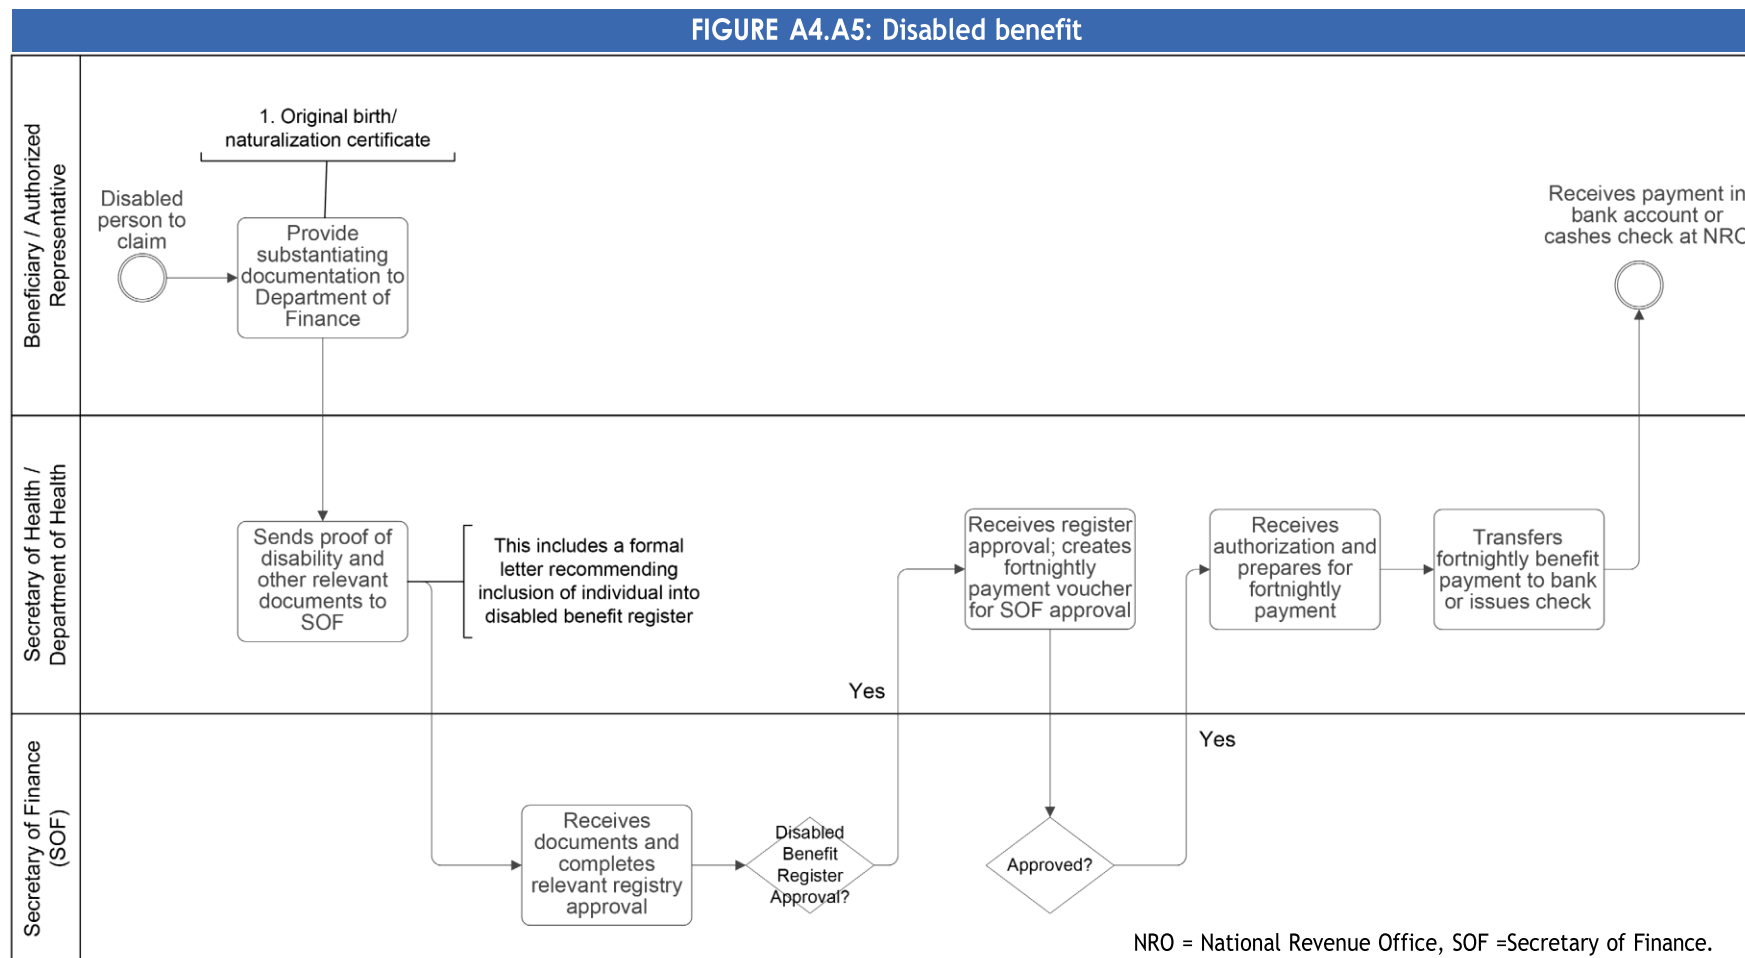 FIGURE A4.A5: Disabled benefit
Beneficiary / Authorized
Representative
1. Original birth/
naturalization certificate
Disabled
person to
claim
Provide
substantiating
documentation to
Department of
Finance
Receives payment in
bank account or
cashes check at NRO
Secretary of Health /
Department of Health
Sends proof of
disability and
other relevant
documents to
SOF
This includes a formal
letter recommending
inclusion of individual into
disabled benefit register
Receives register
approval; creates
fortnightly
payment voucher
for SOF approval
Receives
authorization and
prepares for
fortnightly
payment
Transfers
fortnightly benefit
payment to bank
or issues check
Yes
Secretary of Finance
(SOF)
Yes
Receives
documents and
completes
relevant registry
approval
Disabled
Benefit
Register
Approval?
Approved?
NRO = National Revenue Office, SOF =Secretary of Finance.